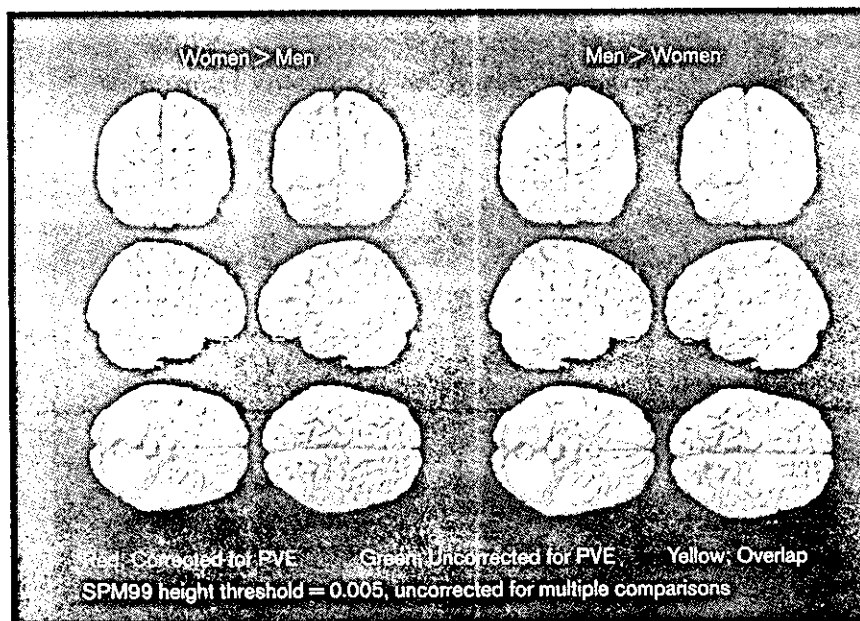 Women > Men
Men > Women
Red, Corrected for PVE
Green, Uncorrected for PVE
Yellow, Overlap
SPM99 height threshold = 0.005, uncorrected for multiple comparisons